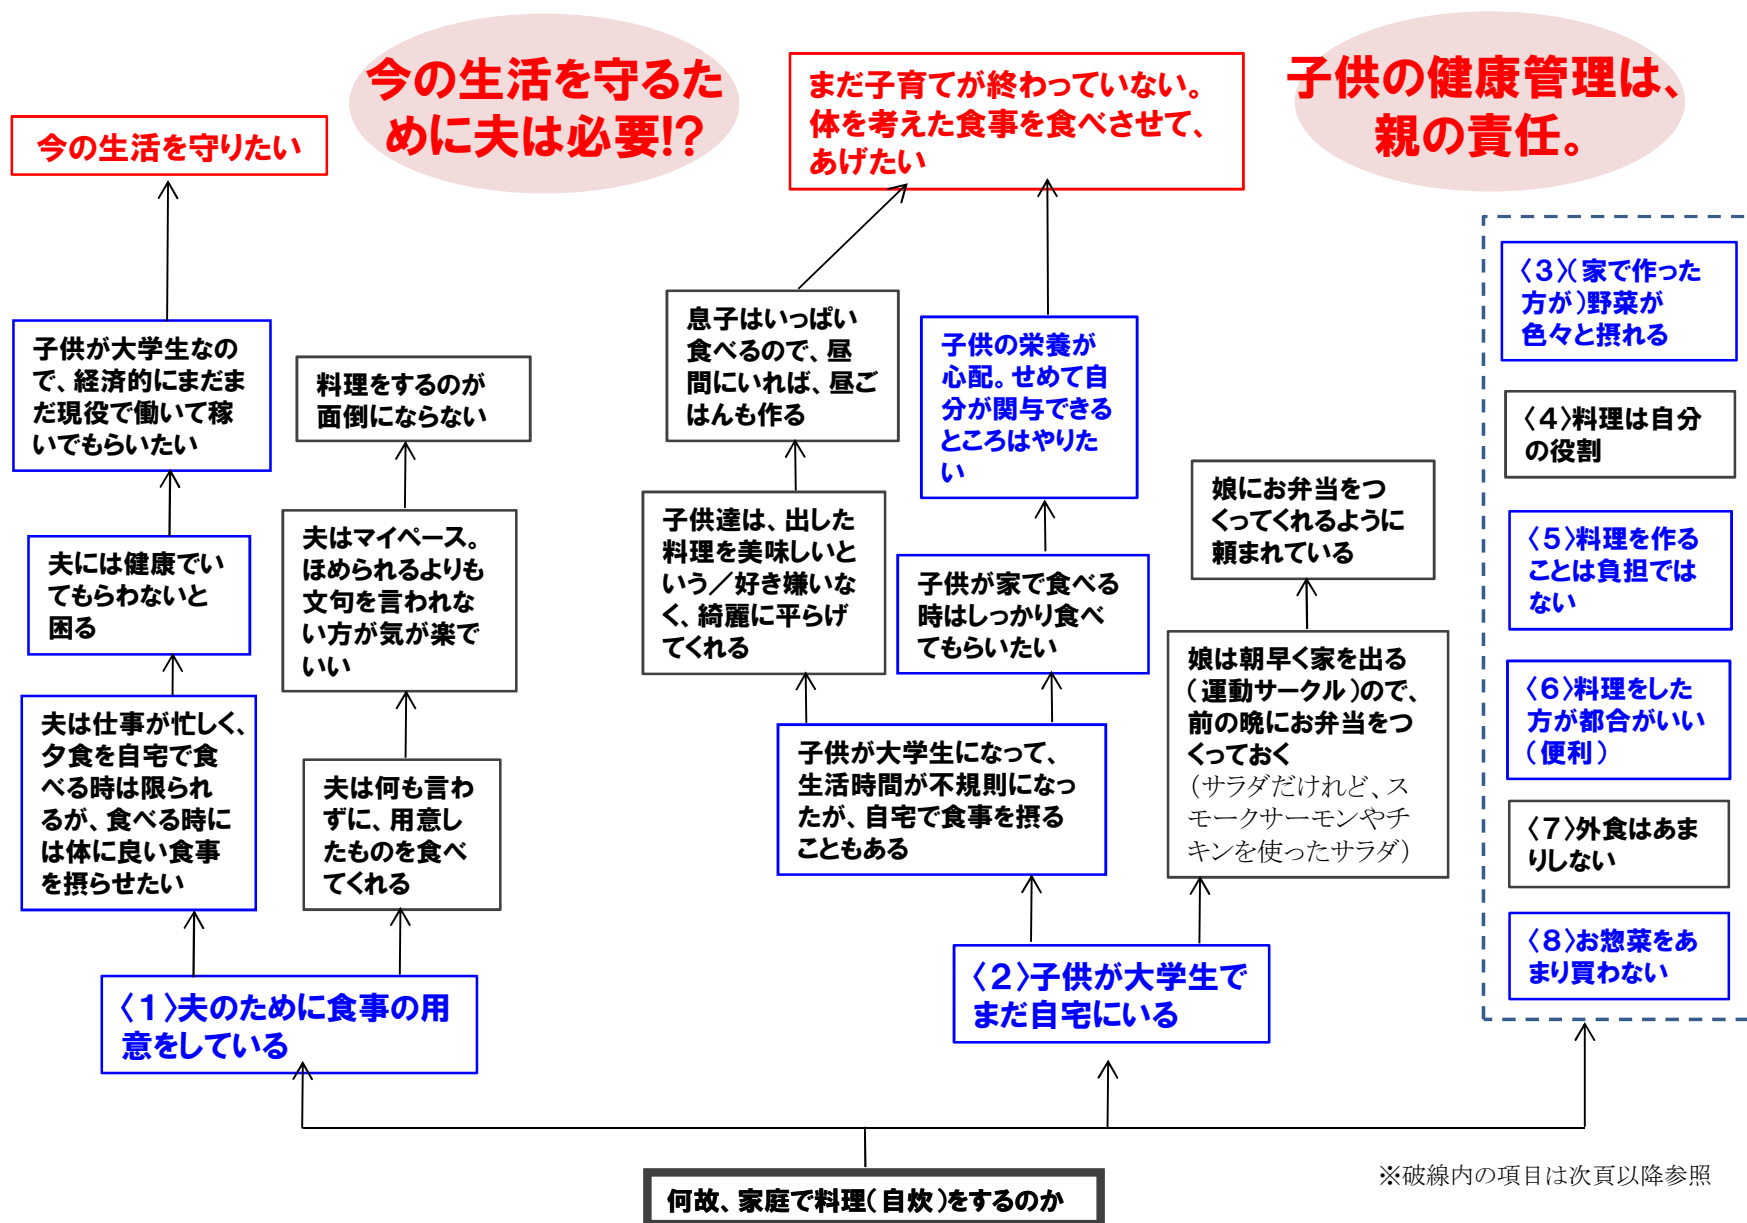 今の生活を守るた
めに夫は必要!?
子供の健康管理は、
親の責任。
今の生活を守りたい
まだ子育てが終わっていない。
体を考えた食事を食べさせて、
あげたい
子供が大学生なの
で、経済的にまだま
だ現役で働いて稼
いでもらいたい
料理をするのが
面倒にならない
息子はいっぱい
食べるので、昼
間にいれば、昼ご
はんも作る
子供の栄養が
心配。せめて自
分が関与できる
ところはやりた
い
夫には健康でい
てもらわないと
困る
夫はマイペース。
ほめられるよりも
文句を言われな
い方が気が楽で
いい
子供達は、出した
料理を美味しいと
いう／好き嫌いな
く、綺麗に平らげ
てくれる
子供が家で食べる
時はしっかり食べ
てもらいたい
娘にお弁当をつ
くってくれるように
頼まれている
夫は仕事が忙しく、
夕食を自宅で食
べる時は限られ
るが、食べる時に
は体に良い食事
を摂らせたい
夫は何も言わ
ずに、用意し
たものを食べ
てくれる
子供が大学生になって、
生活時間が不規則になっ
たが、自宅で食事を摂る
こともある
娘は朝早く家を出る
（運動サークル）ので、
前の晩にお弁当をつ
くっておく
（サラダだけれど、ス
モークサーモンやチ
キンを使ったサラダ）
〈１〉夫のために食事の用
意をしている
〈２〉子供が大学生で
まだ自宅にいる
〈３〉（家で作った
方が）野菜が
色々と摂れる
〈４〉料理は自分
の役割
〈５〉料理を作る
ことは負担では
ない
〈６〉料理をした
方が都合がいい
（便利）
〈７〉外食はあま
りしない
〈８〉お惣菜をあ
まり買わない
何故、家庭で料理（自炊）をするのか
※破線内の項目は次頁以降参照